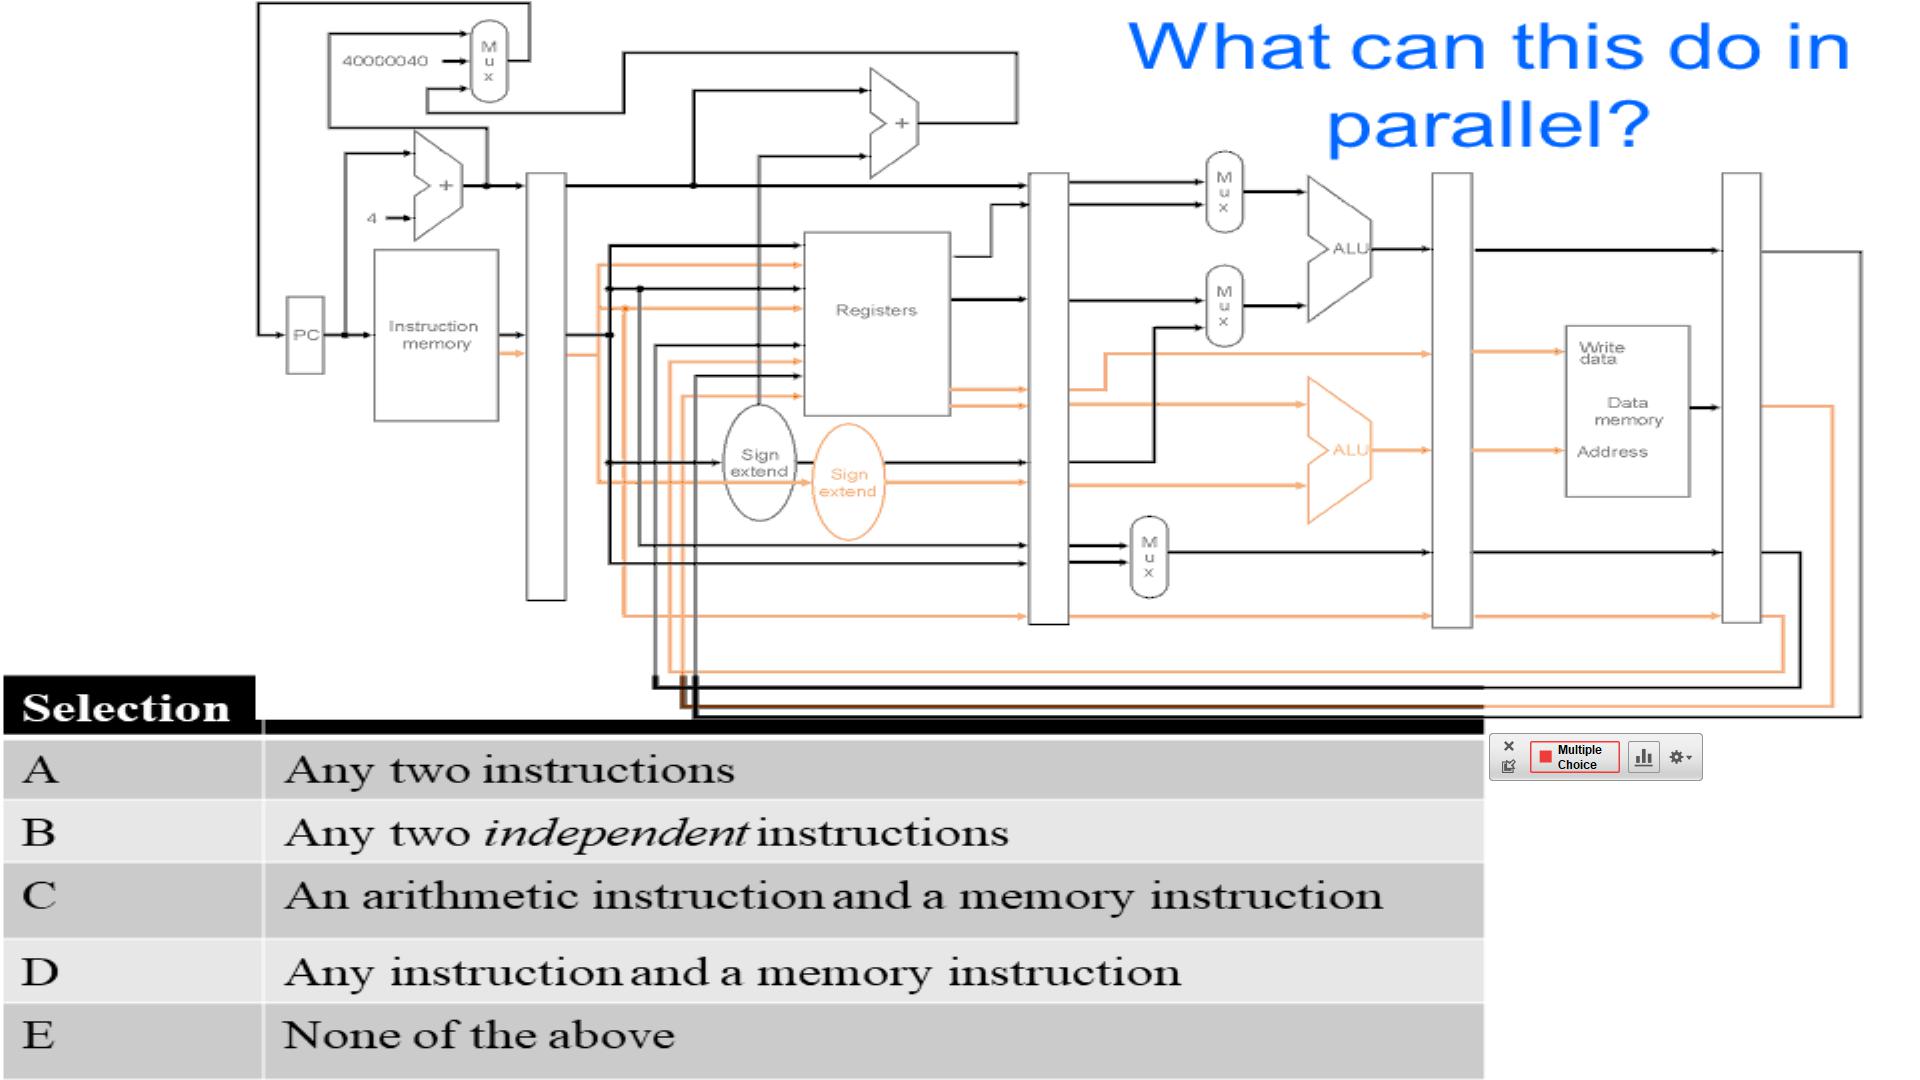 What can this do in
parallel?
M
u
x
40000040
+
4
+
PC
Instruction
memory
Registers
Sign
extend
Sign
extend
M
u
x
M
u
x
M
u
x
ALU
ALU
Write
data
Data
memory
Address
Selection
A Any two instructions
B Any two independent instructions
C An arithmetic instruction and a memory instruction
D Any instruction and a memory instruction
E None of the above
Multiple
Choice